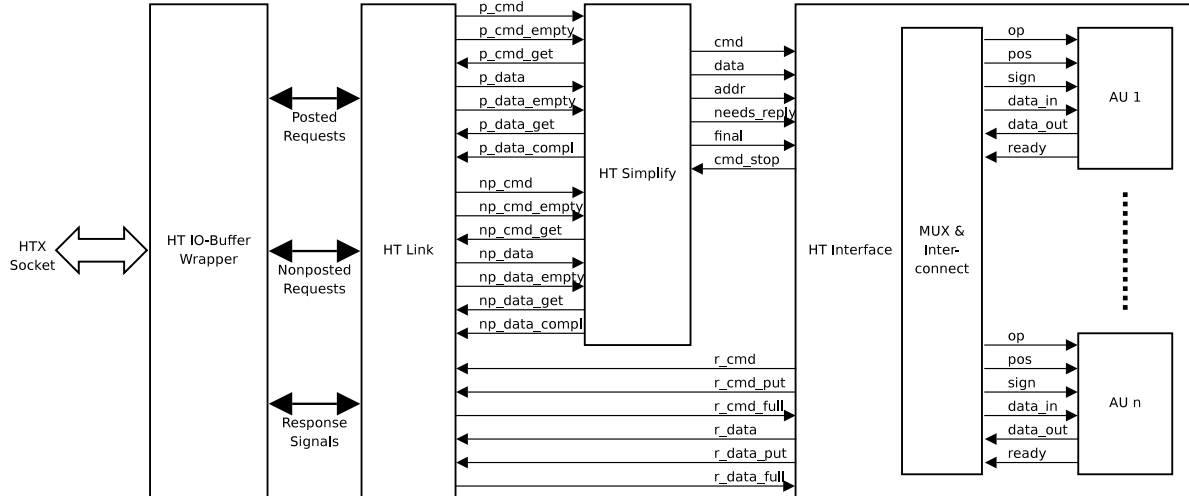 HTX
Socket
HT IO-Buffer
Wrapper
Posted
Requests
Nonposted
Requests
Response
Signals
HT Link
p_cmd
p_cmd_empty
p_cmd_get
p_data
p_data_empty
p_data_get
p_data_compl
np_cmd
np_cmd_empty
np_cmd_get
np_data
np_data_empty
np_data_get
np_data_compl
r_cmd
r_cmd_put
r_cmd_full
r_data
r_data_put
r_data_full
HT Simplify
cmd
data
addr
needs_reply
final
cmd_stop
HT Interface
MUX &
Inter-
connect
op
pos
sign
data_in
data_out
ready
AU 1
op
pos
sign
data_in
data_out
ready
AU n